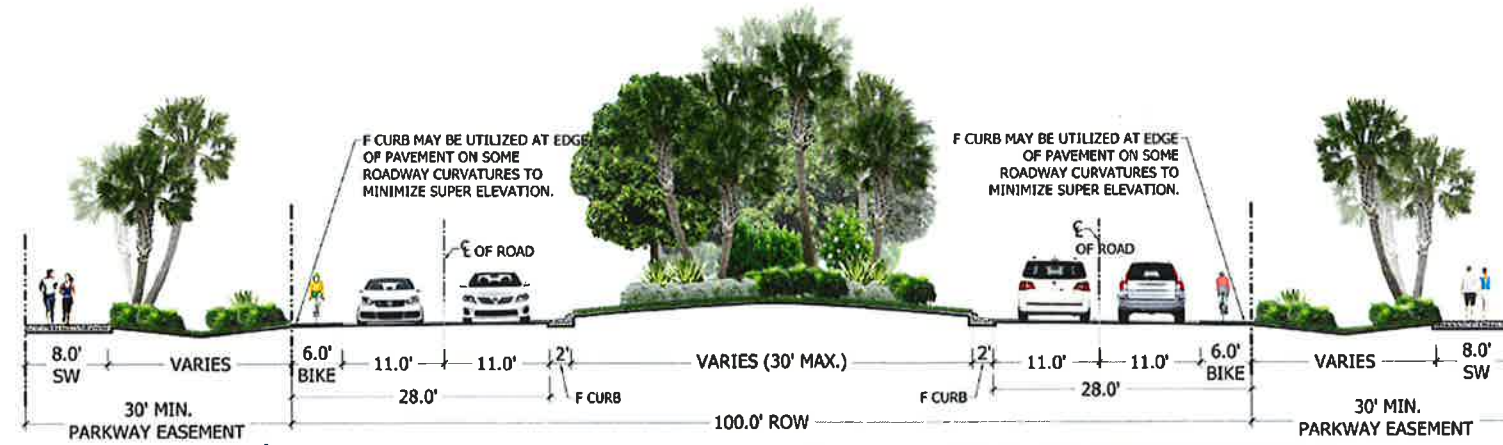 F CURB MAY BE UTILIZED AT EDGE
OF PAVEMENT ON SOME
ROADWAY CURVATURES TO
MINIMIZE SUPER ELEVATION.
F CURB MAY BE UTILIZED AT EDGE
OF PAVEMENT ON SOME
ROADWAY CURVATURES TO
MINIMIZE SUPER ELEVATION.
℄ OF ROAD
℄
OF ROAD
8.0'
SW
VARIES
6.0'
BIKE
11.0'
11.0'
2'
VARIES (30' MAX.)
2'
11.0'
11.0'
6.0'
BIKE
VARIES
8.0'
SW
28.0'
F CURB
F CURB
28.0'
30' MIN.
PARKWAY EASEMENT
100.0' ROW
30' MIN.
PARKWAY EASEMENT